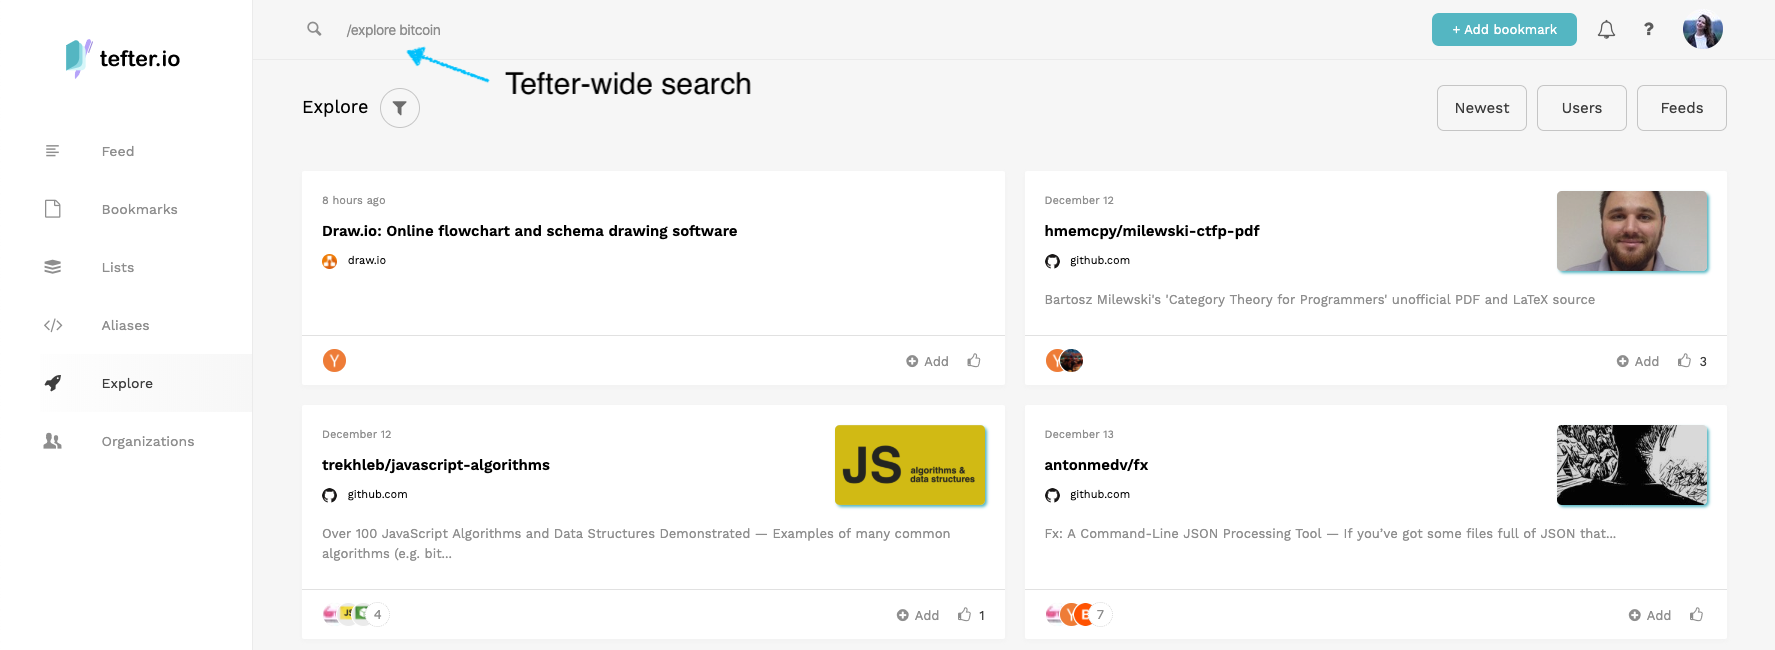 tefter.io
/explore bitcoin
+ Add bookmark
?
Tefter-wide search
Explore
Newest
Users
Feeds
Feed
Bookmarks
Lists
Aliases
Explore
Organizations
8 hours ago
Draw.io: Online flowchart and schema drawing software
draw.io
Y
Add
December 12
hmemcpy/milewski-ctfp-pdf
github.com
Bartosz Milewski's 'Category Theory for Programmers' unofficial PDF and LaTeX source
Y
Add
3
December 12
trekhleb/javascript-algorithms
github.com
JS algorithms &
data structures
Over 100 JavaScript Algorithms and Data Structures Demonstrated — Examples of many common
algorithms (e.g. bit...
JS
4
Add
1
December 13
antonmedv/fx
github.com
Fx: A Command-Line JSON Processing Tool — If you've got some files full of JSON that...
Y
7
Add